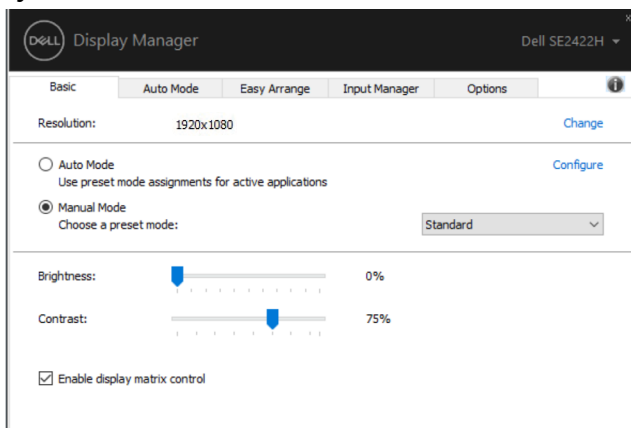 DELL Display Manager Dell SE2422H
Basic Auto Mode Easy Arrange Input Manager Options
Resolution: 1920x1080 Change
Auto Mode Configure
Use preset mode assignments for active applications
Manual Mode
Choose a preset mode: Standard
Brightness: 0%
Contrast: 75%
Enable display matrix control